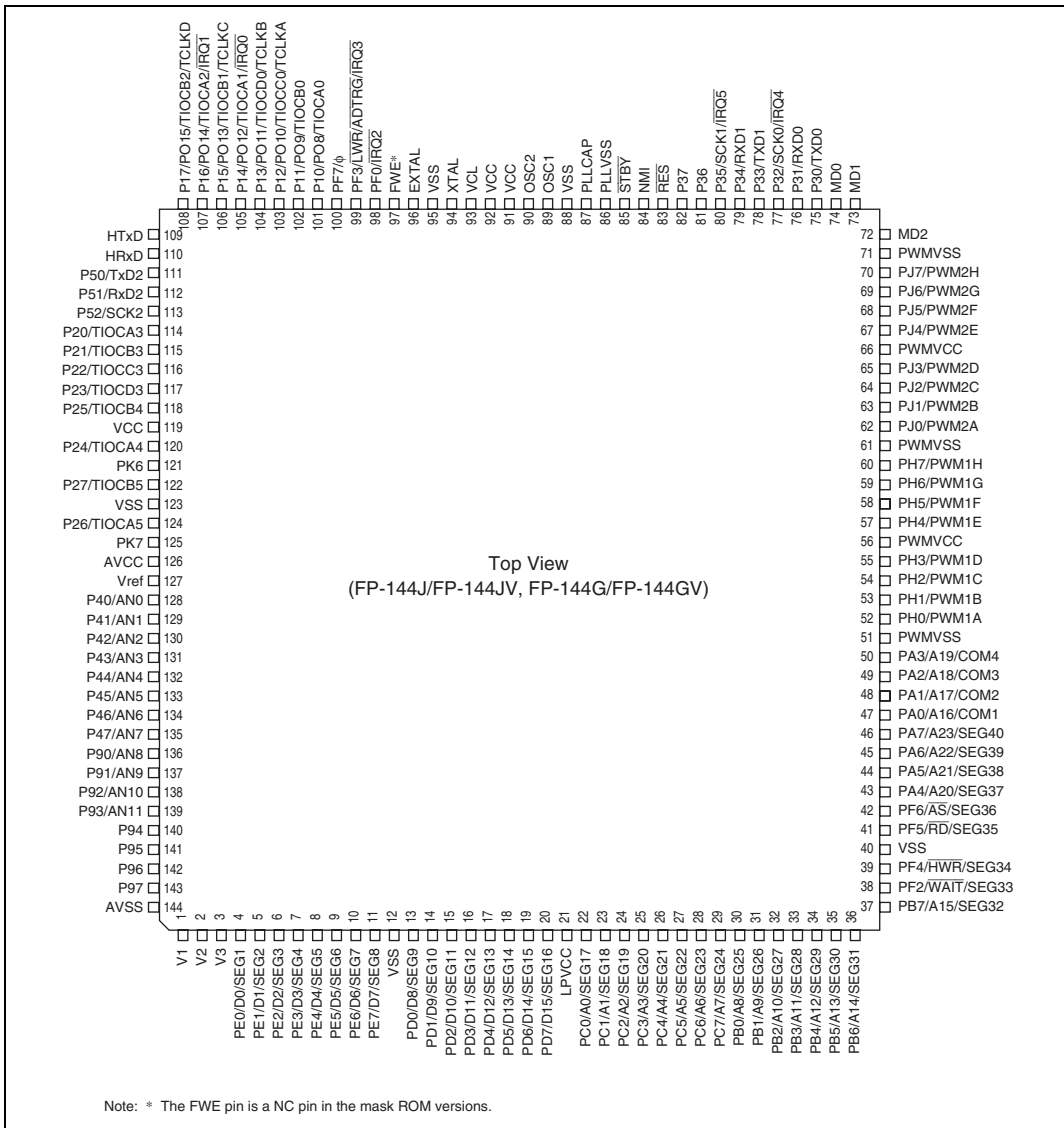 P17/PO15/TIOCB2/TCLKD
P16/PO14/TIOCA2/IRQ1
P15/PO13/TIOCB1/TCLKC
P14/PO12/TIOCA1/IRQ0
P13/PO11/TIOCD0/TCLKB
P12/PO10/TIOCC0/TCLKA
P11/PO9/TIOCB0
P10/PO8/TIOCA0
PF7/ϕ
PF3/LWR/ADTRG/IRQ3
PF0/IRQ2
FWE*
EXTAL
VSS
XTAL
VCL
VCC
VCC
OSC2
OSC1
VSS
PLLCAP
PLLVSS
STBY
NMI
RES
P37
P36
P35/SCK1/IRQ5
P34/RXD1
P33/TXD1
P32/SCK0/IRQ4
P31/RXD0
P30/TXD0
MD0
MD1
108
107
106
105
104
103
102
101
100
99
98
97
96
95
94
93
92
91
90
89
88
87
86
85
84
83
82
81
80
79
78
77
76
75
74
73
HTxD 109
HRxD 110
P50/TxD2 111
P51/RxD2 112
P52/SCK2 113
P20/TIOCA3 114
P21/TIOCB3 115
P22/TIOCC3 116
P23/TIOCD3 117
P25/TIOCB4 118
VCC 119
P24/TIOCA4 120
PK6 121
P27/TIOCB5 122
VSS 123
P26/TIOCA5 124
PK7 125
AVCC 126
Vref 127
P40/AN0 128
P41/AN1 129
P42/AN2 130
P43/AN3 131
P44/AN4 132
P45/AN5 133
P46/AN6 134
P47/AN7 135
P90/AN8 136
P91/AN9 137
P92/AN10 138
P93/AN11 139
P94 140
P95 141
P96 142
P97 143
AVSS 144
Top View
(FP-144J/FP-144JV, FP-144G/FP-144GV)
72 MD2
71 PWMVSS
70 PJ7/PWM2H
69 PJ6/PWM2G
68 PJ5/PWM2F
67 PJ4/PWM2E
66 PWMVCC
65 PJ3/PWM2D
64 PJ2/PWM2C
63 PJ1/PWM2B
62 PJ0/PWM2A
61 PWMVSS
60 PH7/PWM1H
59 PH6/PWM1G
58 PH5/PWM1F
57 PH4/PWM1E
56 PWMVCC
55 PH3/PWM1D
54 PH2/PWM1C
53 PH1/PWM1B
52 PH0/PWM1A
51 PWMVSS
50 PA3/A19/COM4
49 PA2/A18/COM3
48 PA1/A17/COM2
47 PA0/A16/COM1
46 PA7/A23/SEG40
45 PA6/A22/SEG39
44 PA5/A21/SEG38
43 PA4/A20/SEG37
42 PF6/AS/SEG36
41 PF5/RD/SEG35
40 VSS
39 PF4/HWR/SEG34
38 PF2/WAIT/SEG33
37 PB7/A15/SEG32
1
2
3
4
5
6
7
8
9
10
11
12
13
14
15
16
17
18
19
20
21
22
23
24
25
26
27
28
29
30
31
32
33
34
35
36
V1
V2
V3
PE0/D0/SEG1
PE1/D1/SEG2
PE2/D2/SEG3
PE3/D3/SEG4
PE4/D4/SEG5
PE5/D5/SEG6
PE6/D6/SEG7
PE7/D7/SEG8
VSS
PD0/D8/SEG9
PD1/D9/SEG10
PD2/D10/SEG11
PD3/D11/SEG12
PD4/D12/SEG13
PD5/D13/SEG14
PD6/D14/SEG15
PD7/D15/SEG16
LPVCC
PC0/A0/SEG17
PC1/A1/SEG18
PC2/A2/SEG19
PC3/A3/SEG20
PC4/A4/SEG21
PC5/A5/SEG22
PC6/A6/SEG23
PC7/A7/SEG24
PB0/A8/SEG25
PB1/A9/SEG26
PB2/A10/SEG27
PB3/A11/SEG28
PB4/A12/SEG29
PB5/A13/SEG30
PB6/A14/SEG31
Note: * The FWE pin is a NC pin in the mask ROM versions.